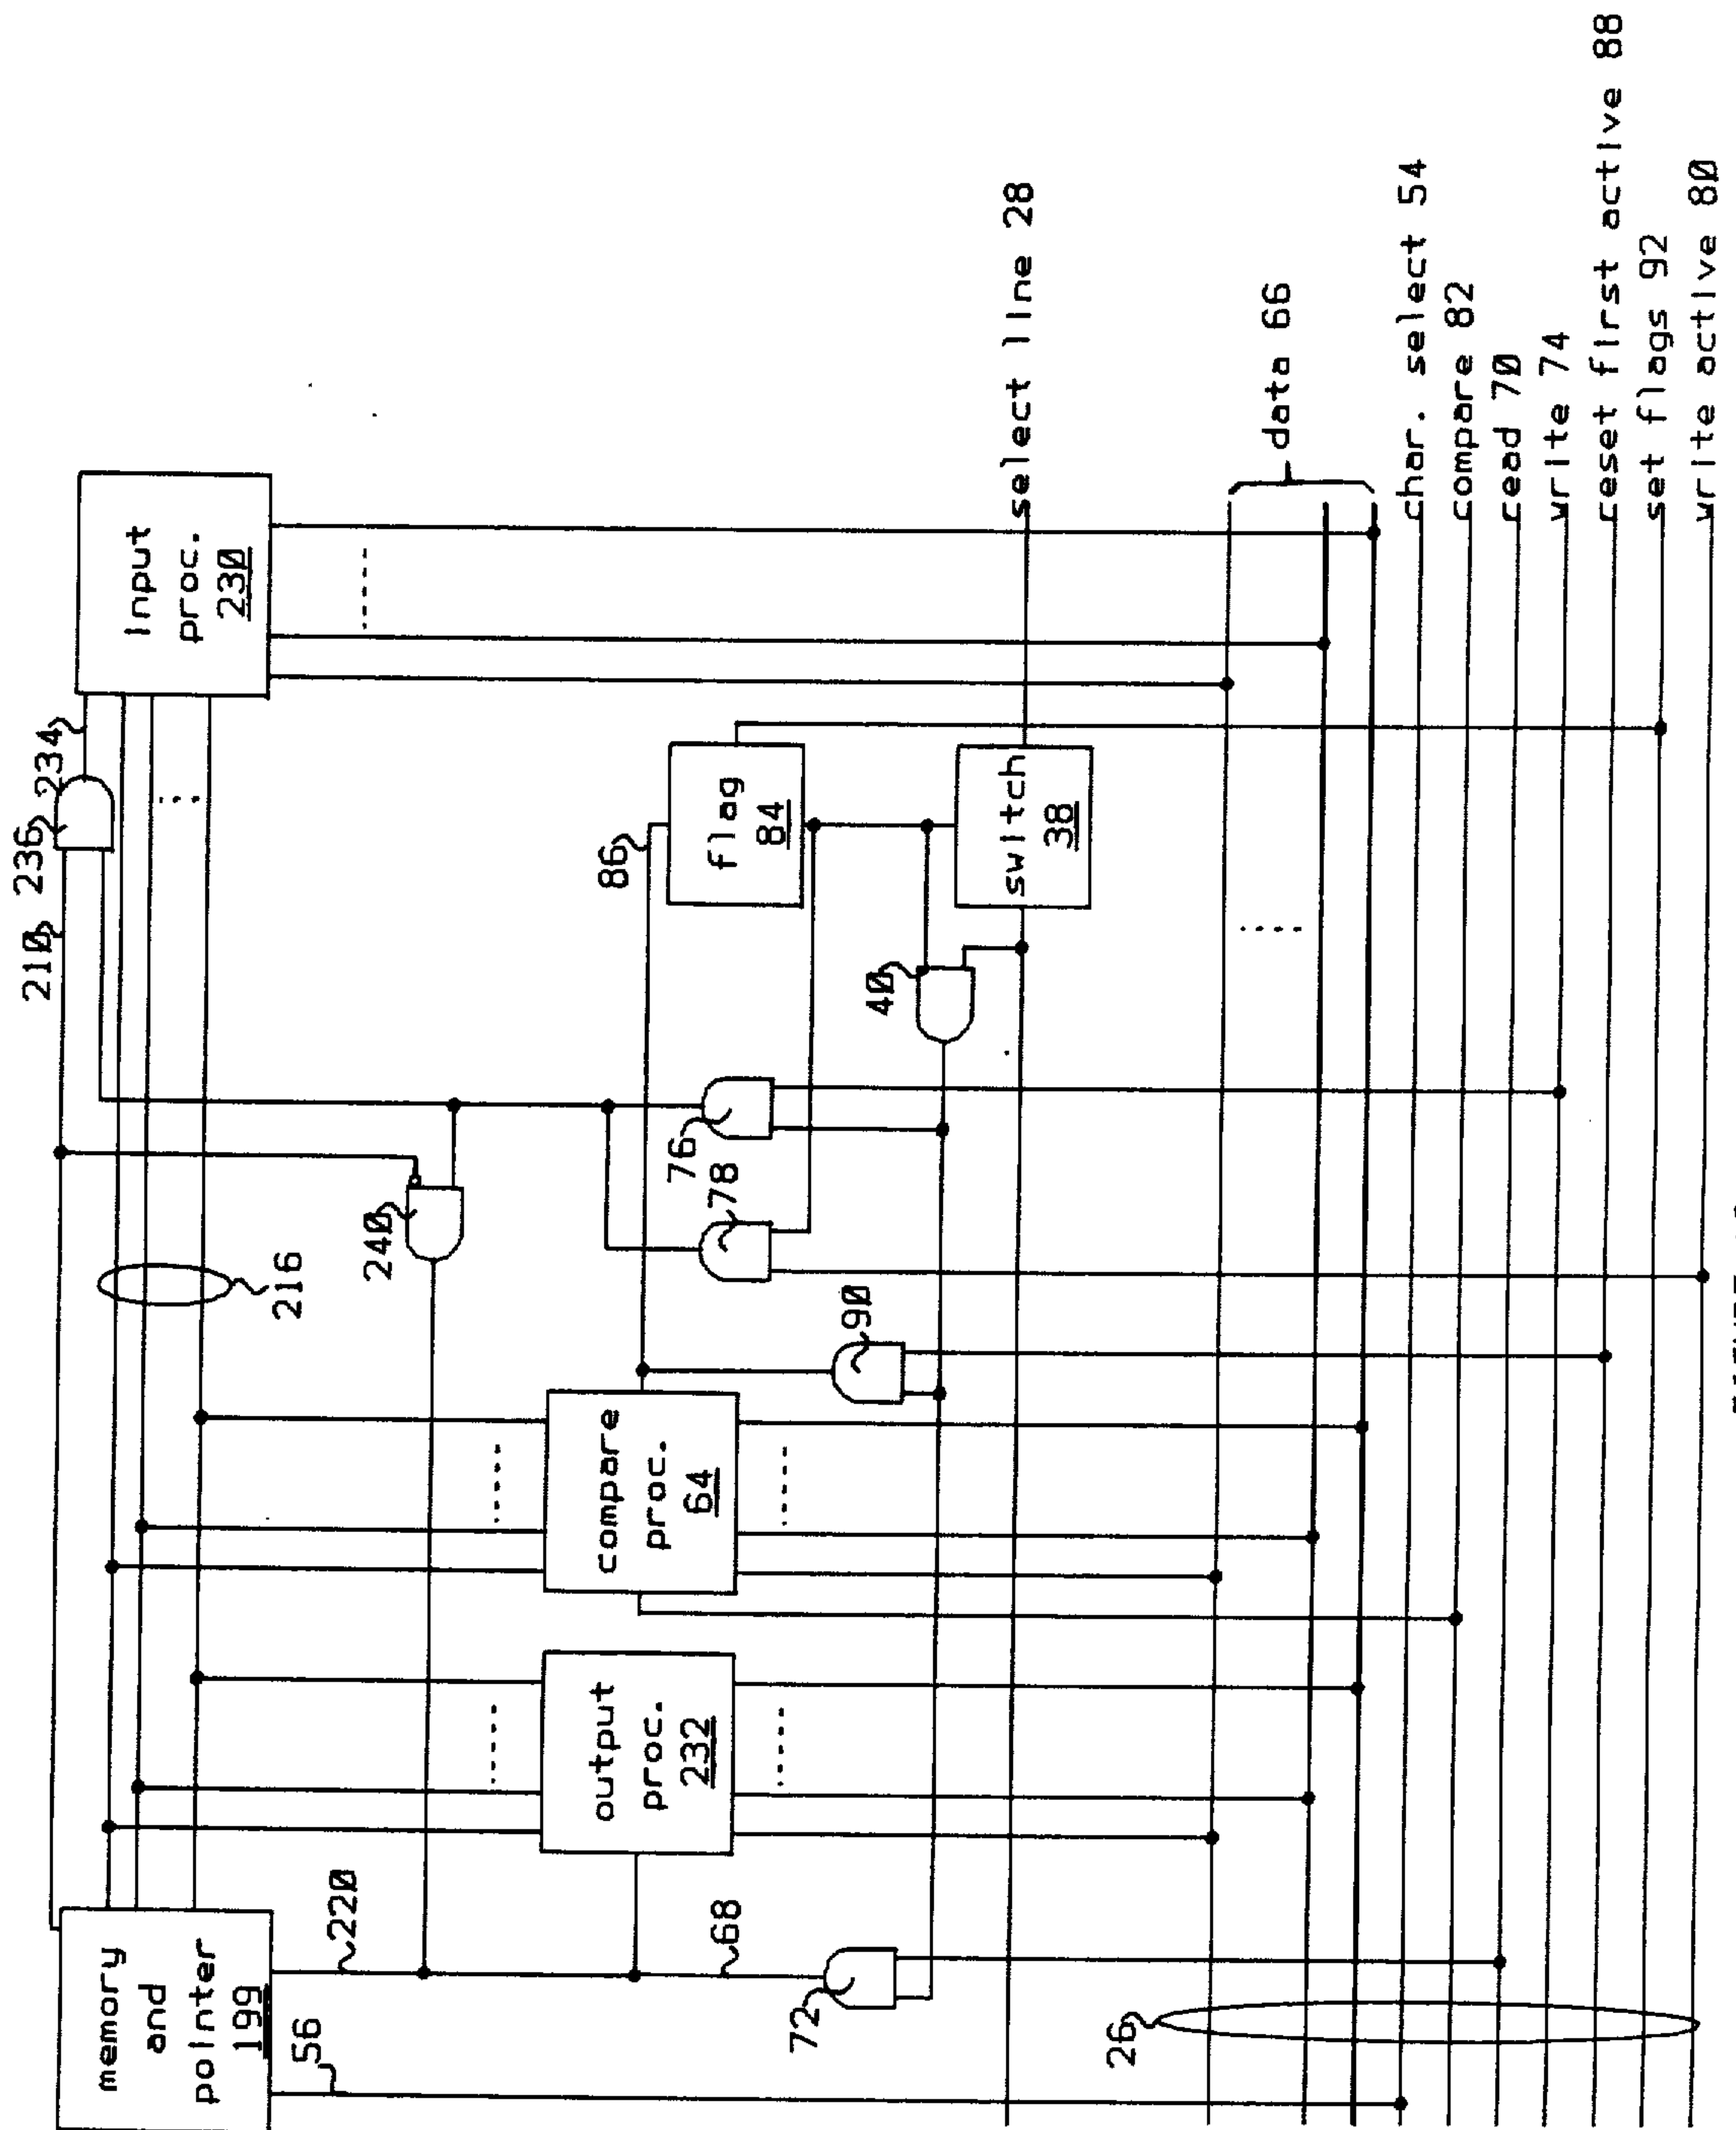 memory
and
pointer
199
56
220
68
72
26
output
proc.
232
compare
proc.
64
216
240
90
78
76
40
210
236
234
86
flag
84
switch
38
Input
proc.
230
select line 28
data 66
char. select 54
compare 82
read 70
write 74
reset first active 88
set flags 92
write active 80